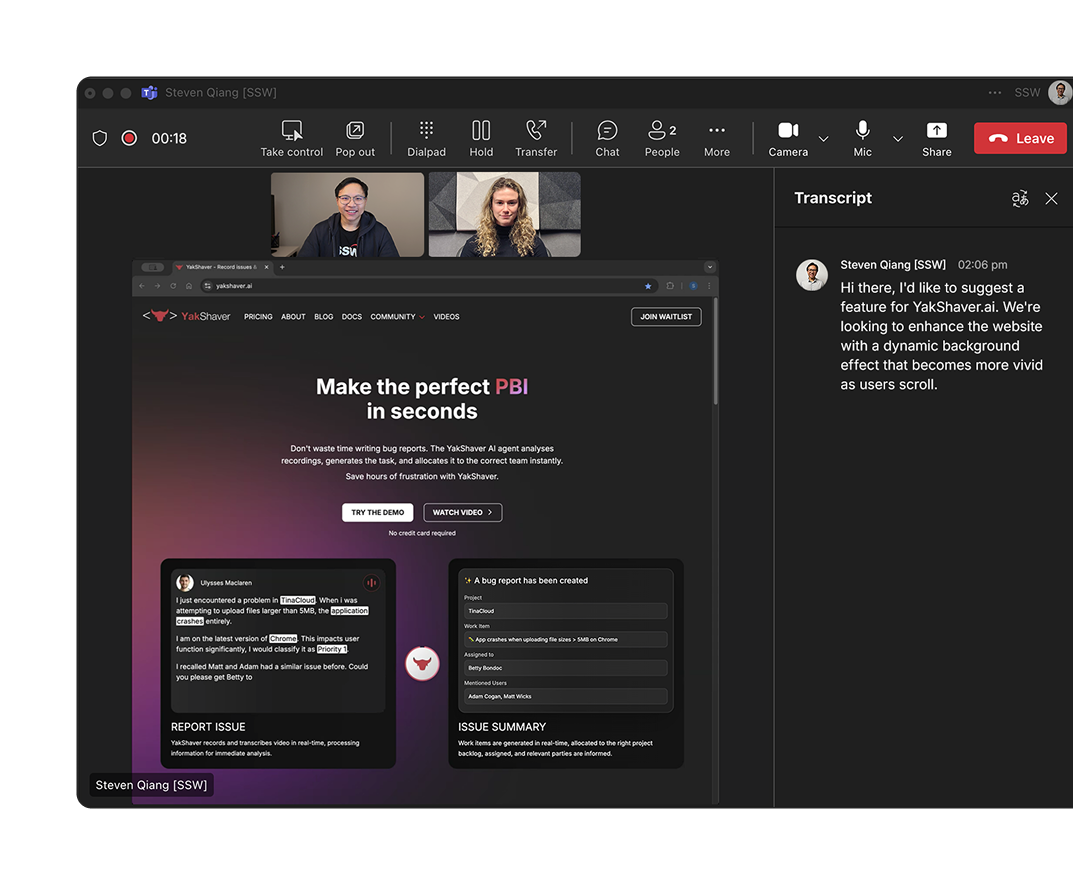 Steven Qiang [SSW]
SSW
00:18
Take control
Pop out
Dialpad
Hold
Transfer
Chat
2
People
More
Camera
Mic
Share
Leave
SSW
YakShaver - Record Issues &
yakshaver.ai
YakShaver
PRICING
ABOUT
BLOG
DOCS
COMMUNITY
VIDEOS
JOIN WAITLIST
Make the perfect PBI
in seconds
Don't waste time writing bug reports. The YakShaver AI agent analyses
recordings, generates the task, and allocates it to the correct team instantly.
Save hours of frustration with YakShaver.
TRY THE DEMO
WATCH VIDEO
No credit card required
Ulysses Maclaren
I just encountered a problem in TinaCloud. When i was
attempting to upload files larger than 5MB, the application
crashes entirely.
I am on the latest version of Chrome. This impacts user
function significantly, I would classify it as Priority 1.
I recalled Matt and Adam had a similar issue before. Could
you please get Betty to
REPORT ISSUE
YakShaver records and transcribes video in real-time, processing
information for immediate analysis.
✨ A bug report has been created
Project
TinaCloud
Work Item
App crashes when uploading file sizes > 5MB on Chrome
Assigned to
Betty Bondoc
Mentioned Users
Adam Cogan, Matt Wicks
ISSUE SUMMARY
Work items are generated in real-time, allocated to the right project
backlog, assigned, and relevant parties are informed.
Steven Qiang [SSW]
Transcript
Steven Qiang [SSW] 02:06 pm
Hi there, I'd like to suggest a
feature for YakShaver.ai. We're
looking to enhance the website
with a dynamic background
effect that becomes more vivid
as users scroll.